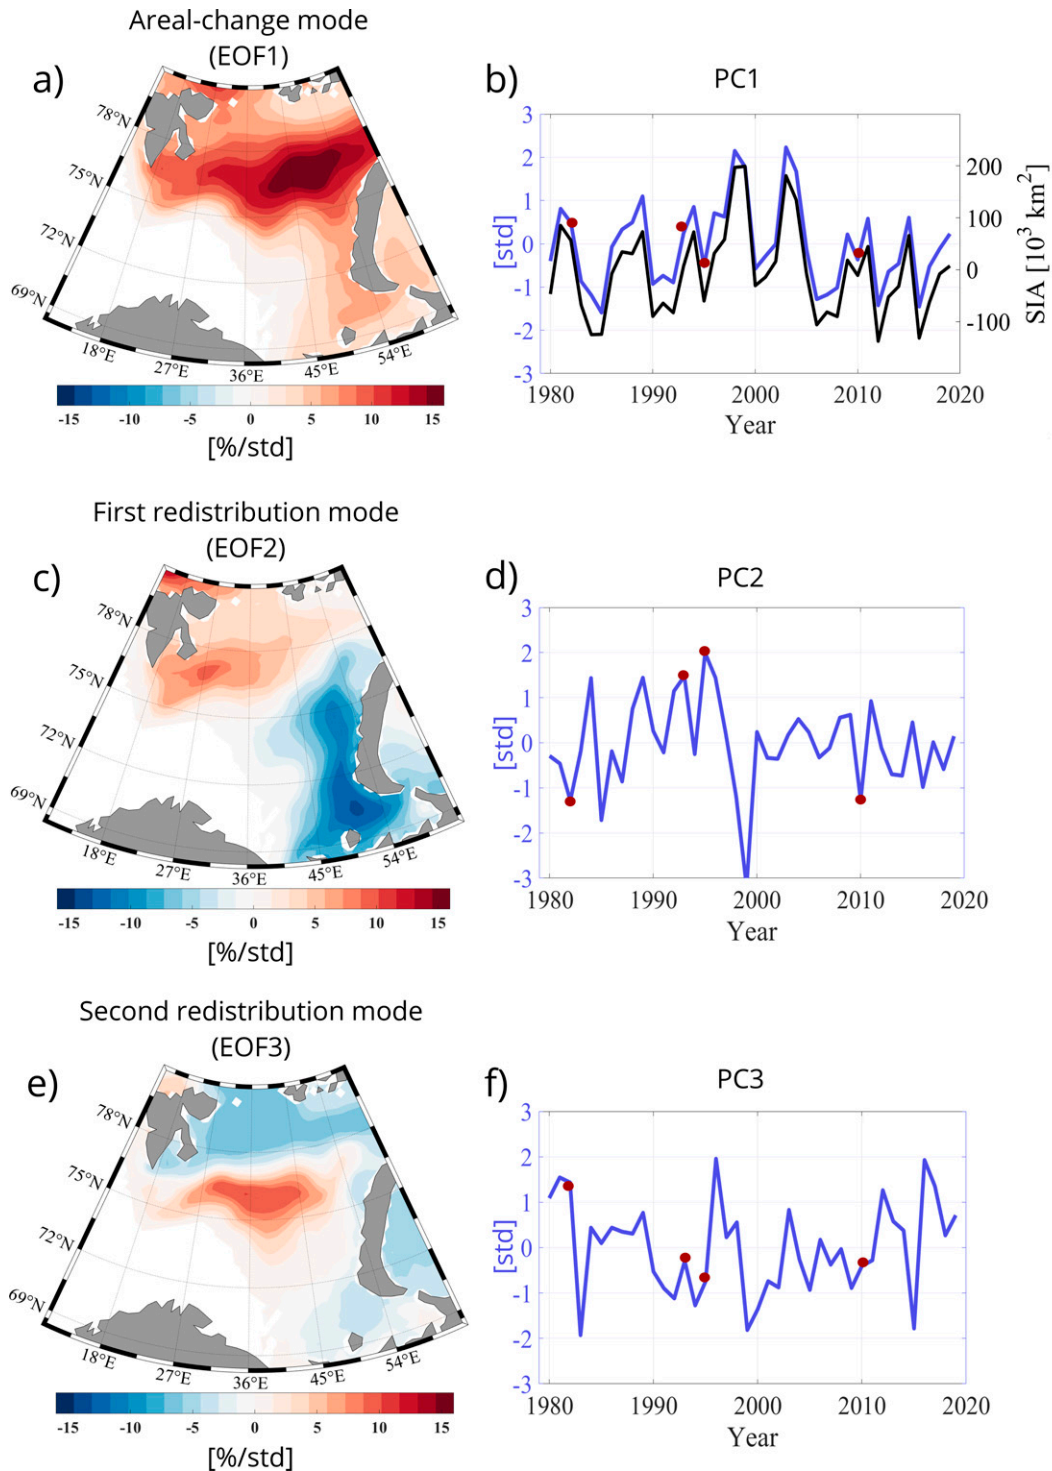 Areal-change mode
(EOF1)
a)
78°N
75°N
72°N
69°N
18°E
27°E
36°E
45°E
54°E
-15 -10 -5 0 5 10 15
[%/std]
b)
PC1
3
2
1
0
-1
-2
-3
[std]
200
100
0
-100
SIA [10³ km²]
1980 1990 2000 2010 2020
Year
First redistribution mode
(EOF2)
c)
78°N
75°N
72°N
69°N
18°E
27°E
36°E
45°E
54°E
-15 -10 -5 0 5 10 15
[%/std]
d)
PC2
3
2
1
0
-1
-2
-3
[std]
1980 1990 2000 2010 2020
Year
Second redistribution mode
(EOF3)
e)
78°N
75°N
72°N
69°N
18°E
27°E
36°E
45°E
54°E
-15 -10 -5 0 5 10 15
[%/std]
f)
PC3
3
2
1
0
-1
-2
-3
[std]
1980 1990 2000 2010 2020
Year